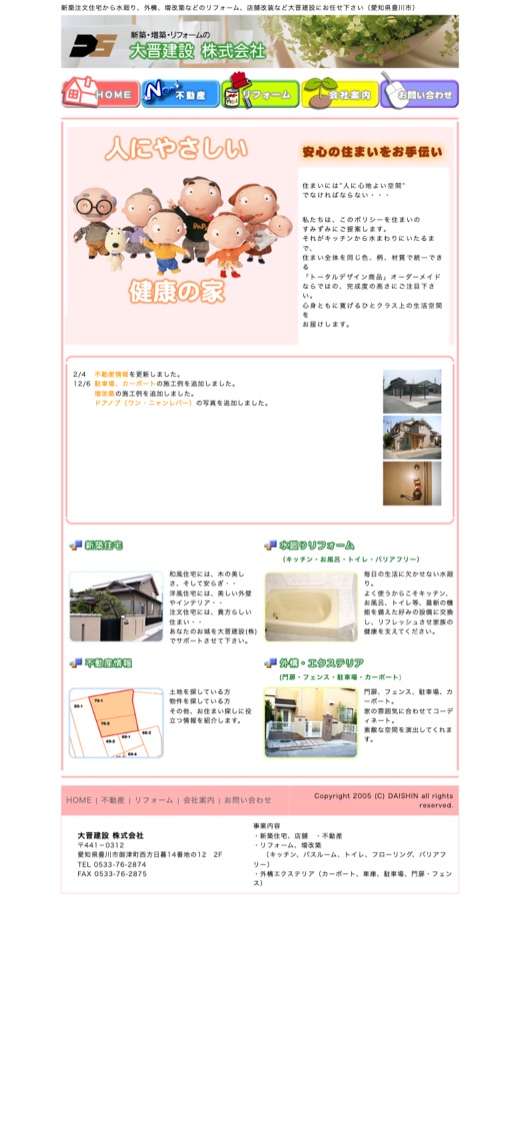 新築注文住宅から水廻り、外構、増改築などのリフォーム、店舗改装など大晋建設にお任せ下さい（愛知県豊川市）
新築・増築・リフォームの
大晋建設 株式会社
HOME
New 不動産
リフォーム
会社案内
お問い合わせ
人にやさしい
健康の家
安心の住まいをお手伝い
住まいには"人に心地よい空間"
でなければならない・・・
私たちは、このポリシーを住まいの
すみずみにご提案します。
それがキッチンから水まわりにいたるま
で、
住まい全体を同じ色、柄、材質で統一でき
る
「トータルデザイン商品」オーダーメイド
ならではの、完成度の高さにご注目下さ
い。
心身ともに寛げるひとクラス上の生活空間
を
お届けします。
2/4 不動産情報を更新しました。
12/6 駐車場、カーポートの施工例を追加しました。
増改築の施工例を追加しました。
ドアノブ（ワン・ニャンレバー）の写真を追加しました。
新築住宅
和風住宅には、木の美し
さ、そして安らぎ・・
洋風住宅には、美しい外壁
やインテリア・・
注文住宅には、貴方らしい
住まい・・
あなたのお城を大晋建設(株)
でサポートさせて下さい。
水廻りリフォーム
（キッチン・お風呂・トイレ・バリアフリー）
毎日の生活に欠かせない水廻
り。
よく使うからこそキッチン、
お風呂、トイレ等、最新の機
能を備えた好みの設備に交換
し、リフレッシュさせ家族の
健康を支えてください。
不動産情報
土地を探している方
物件を探している方
その他、お住まい探しに役
立つ情報を紹介します。
外構・エクステリア
(門扉・フェンス・駐車場・カーポート)
門扉、フェンス、駐車場、カ
ーポート。
家の雰囲気に合わせてコーデ
ィネート。
素敵な空間を演出してくれま
す。
HOME | 不動産 | リフォーム | 会社案内 | お問い合わせ
Copyright 2005 (C) DAISHIN all rights
reserved.
大晋建設 株式会社
〒441－0312
愛知県豊川市御津町西方日暮14番地の12　2F
TEL 0533-76-2874
FAX 0533-76-2875
事業内容
・新築住宅、店舗　・不動産
・リフォーム、増改築
（キッチン、バスルーム、トイレ、フローリング、バリアフ
リー）
・外構エクステリア（カーポート、車庫、駐車場、門扉・フェン
ス）